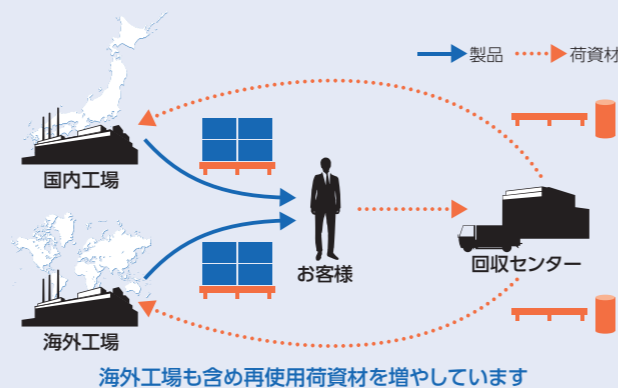 製品
荷資材
国内工場
お客様
回収センター
海外工場
海外工場も含め再使用荷資材を増やしています